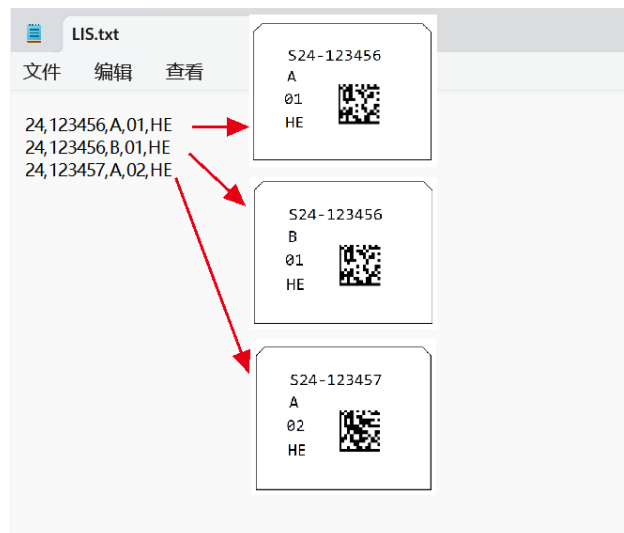 LIS.txt
文件 编辑 查看
24,123456,A,01,HE
24,123456,B,01,HE
24,123457,A,02,HE
S24-123456
A
01
HE
S24-123456
B
01
HE
S24-123457
A
02
HE